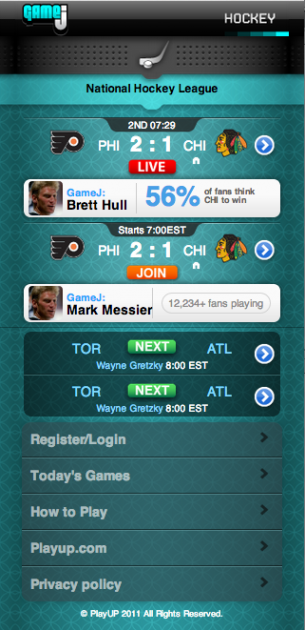 GAMEJ
HOCKEY
National Hockey League
2ND 07:29
PHI 2 : 1 CHI
LIVE
GameJ:
Brett Hull
56% of fans think
CHI to win
Starts 7:00EST
PHI 2 : 1 CHI
JOIN
GameJ:
Mark Messier
12,234+ fans playing
TOR NEXT ATL
Wayne Gretzky 8:00 EST
TOR NEXT ATL
Wayne Gretzky 8:00 EST
Register/Login
Today's Games
How to Play
Playup.com
Privacy policy
© PlayUP 2011 All Rights Reserved.